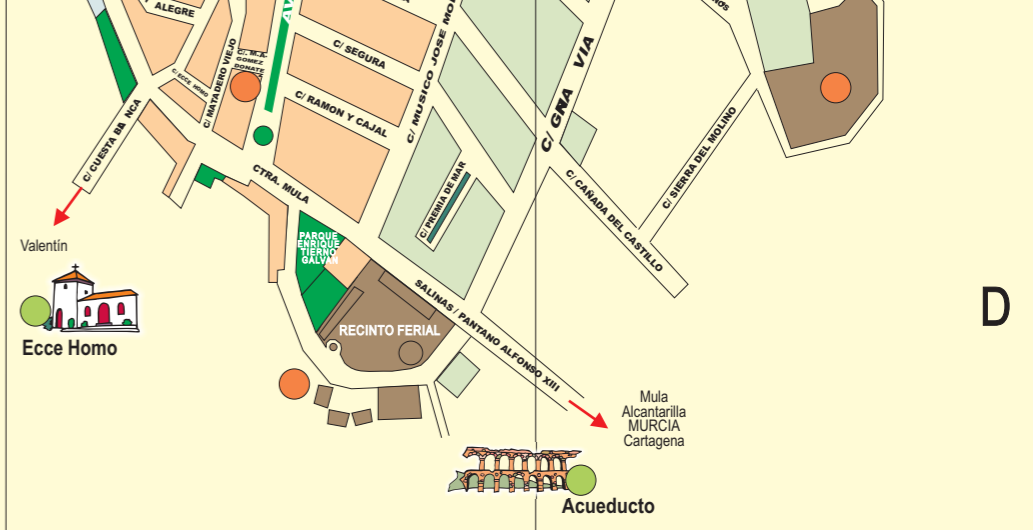 ALEGRE
AV
C/ SEGURA
C/. M.A.
GOMEZ
DONATE
C/ ECCE HOMO
C/ MATADERO VIEJO
C/ RAMON Y CAJAL
C/ MUSICO JOSE MO
C/ GRA VIA
C/ CUESTA BA NCA
C/ SIERRA DEL MOLINO
C/ CAÑADA DEL CASTILLO
C/ PREMIA DE MAR
CTRA. MULA
PARQUE
ENRIQUE
TIERNO
GALVAN
SALINAS / PANTANO ALFONSO XIII
RECINTO FERIAL
Valentín
Ecce Homo
D
Mula
Alcantarilla
MURCIA
Cartagena
Acueducto